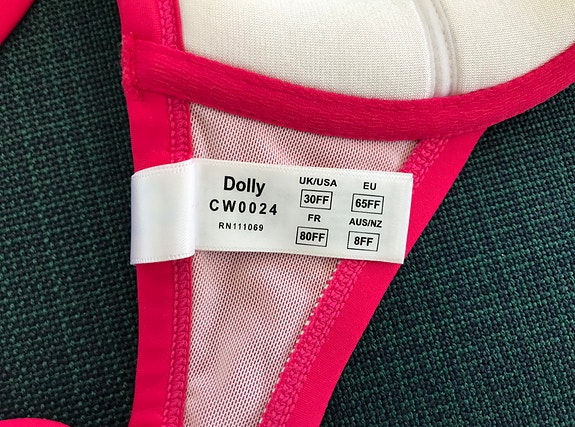 Dolly
CW0024
RN111069
UK/USA
30FF
EU
65FF
FR
80FF
AUS/NZ
8FF